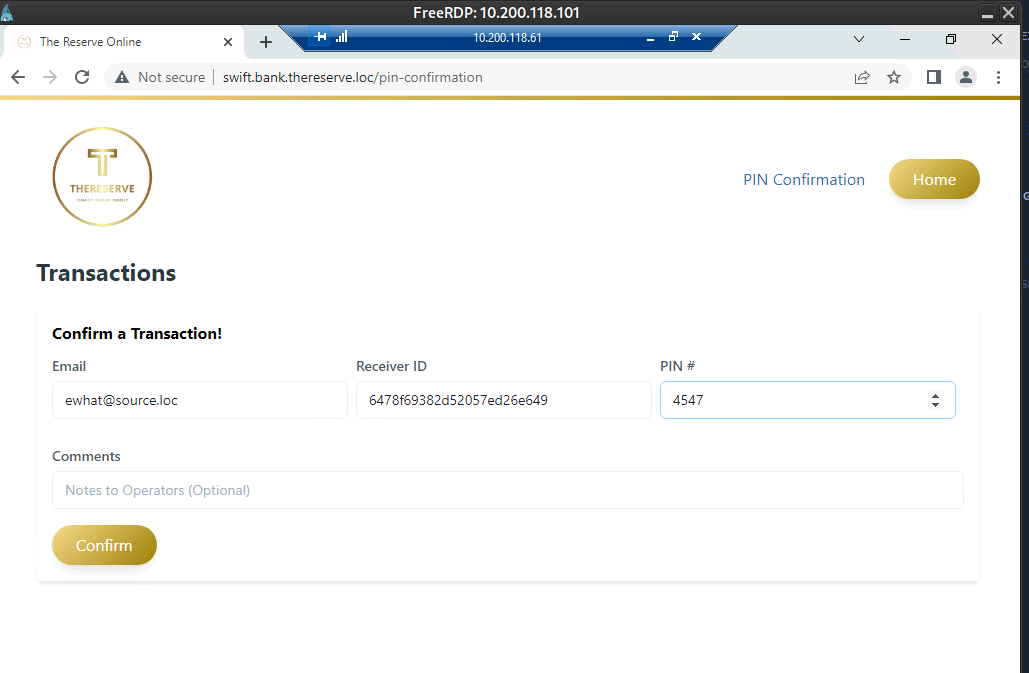 FreeRDP: 10.200.118.101
The Reserve Online
10.200.118.61
Not secure
swift.bank.thereserve.loc/pin-confirmation
T
THERESERVE
PIN Confirmation
Home
Transactions
Confirm a Transaction!
Email
Receiver ID
PIN #
ewhat@source.loc
6478f69382d52057ed26e649
4547
Comments
Notes to Operators (Optional)
Confirm